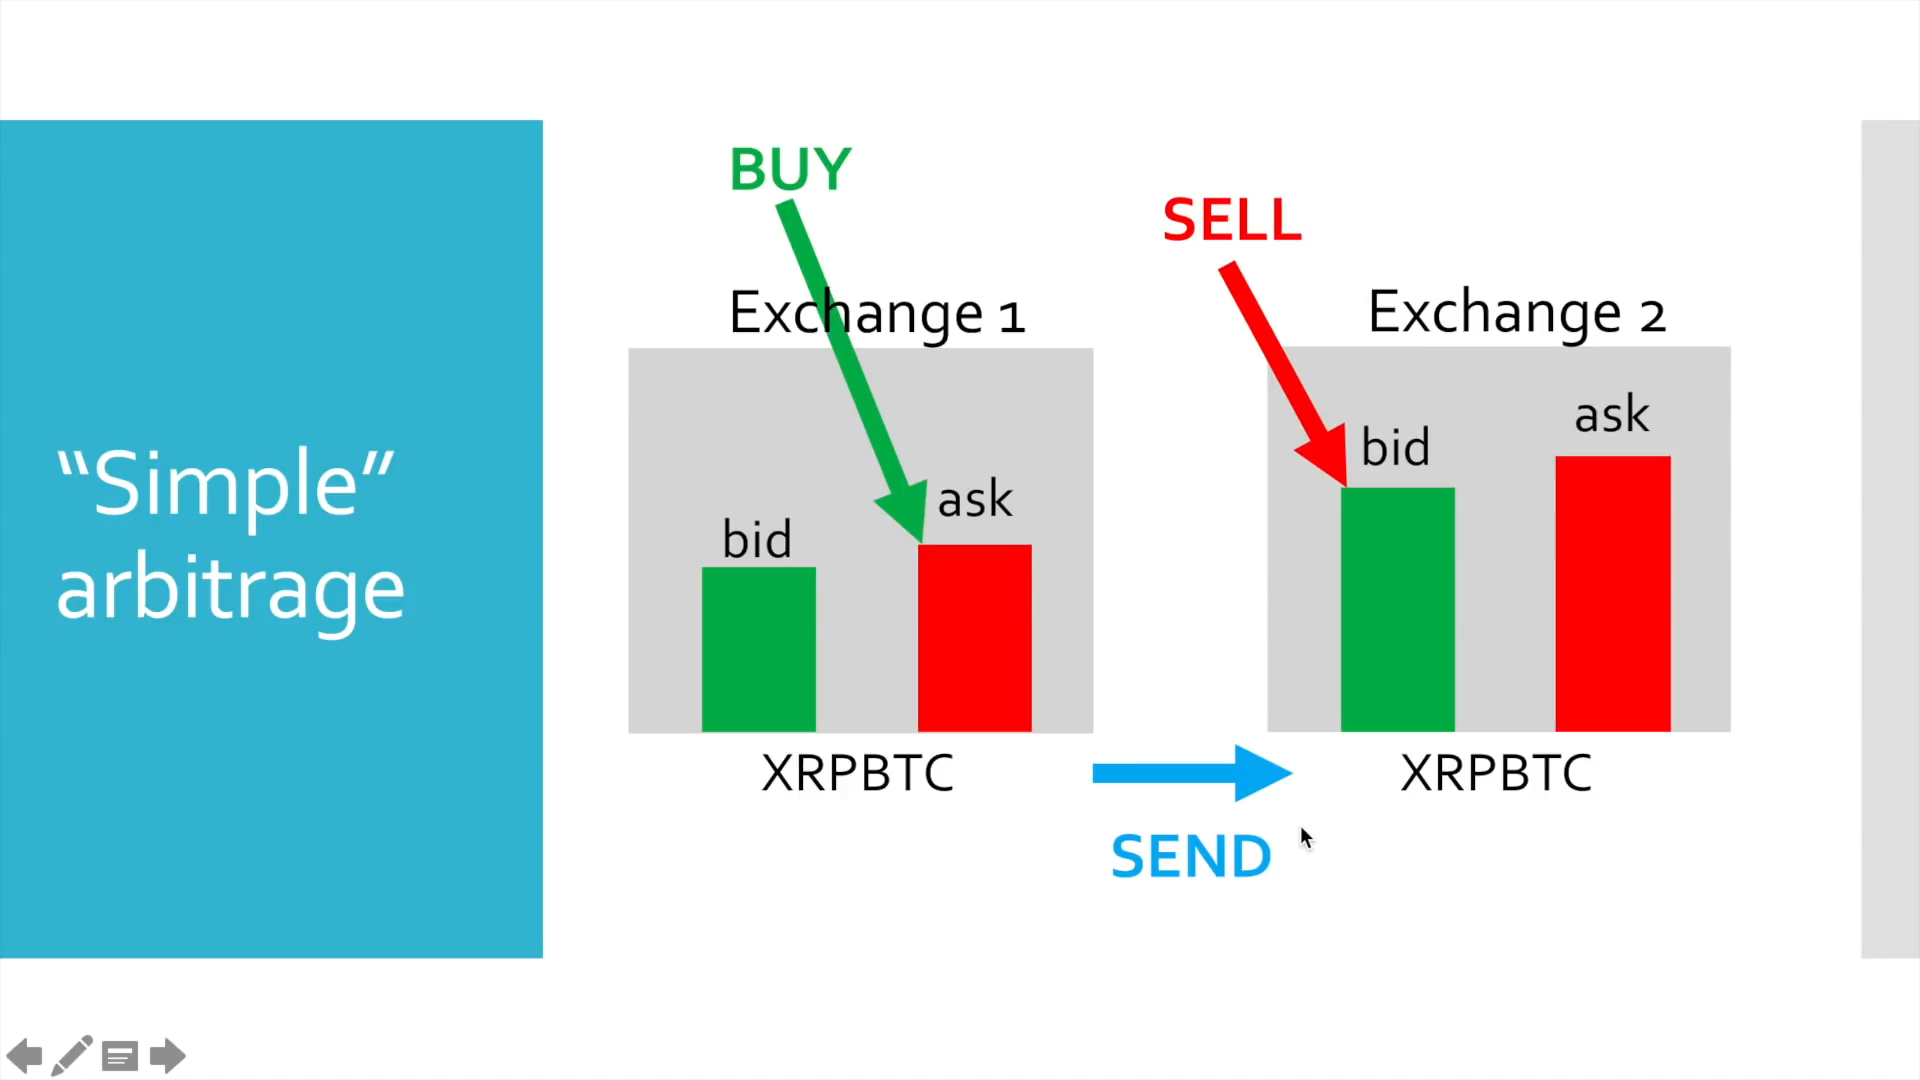 “Simple”
arbitrage
BUY
SELL
Exchange 1
Exchange 2
bid
ask
bid
ask
XRPBTC
XRPBTC
SEND